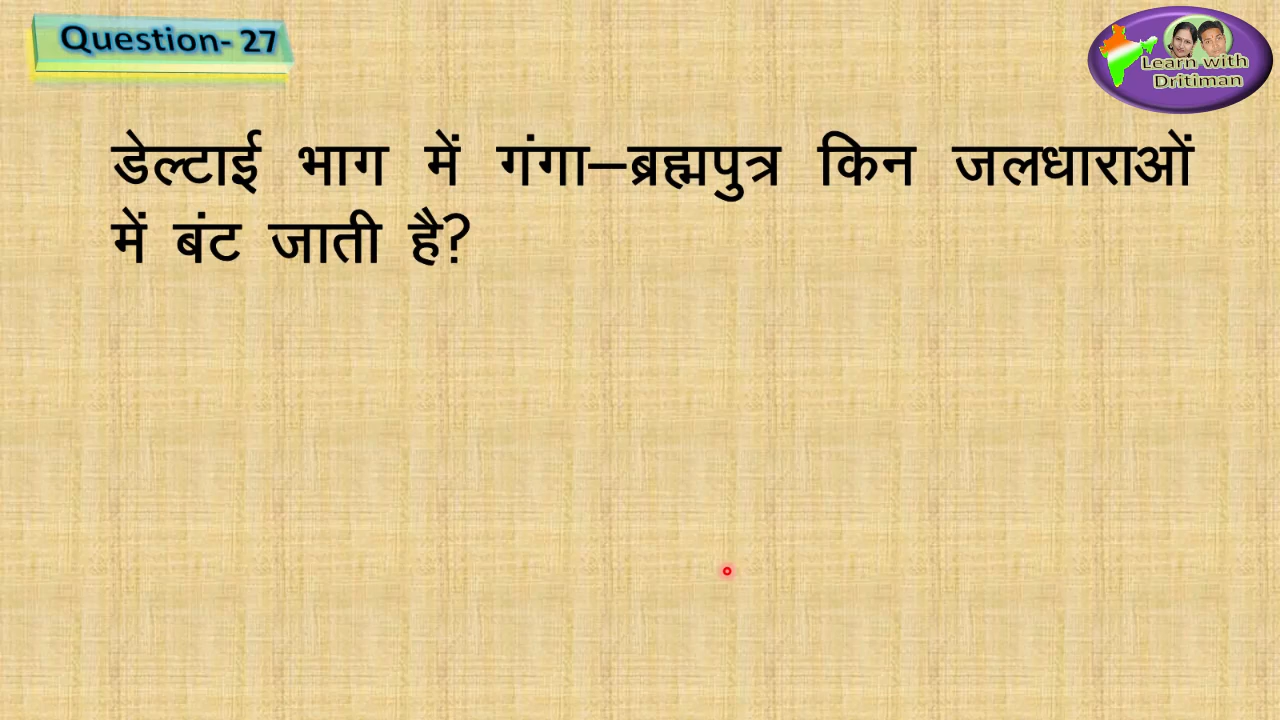 Question- 27
Learn with
Dritiman
डेल्टाई भाग में गंगा–ब्रह्मपुत्र किन जलधाराओं
में बंट जाती है?